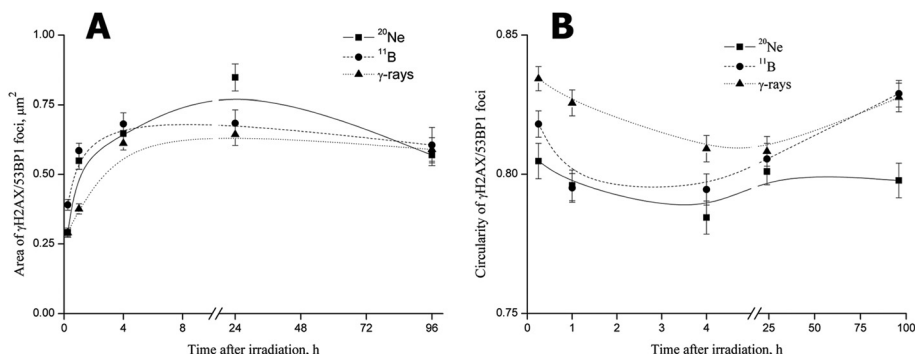 A
²⁰Ne
¹¹B
γ-rays
1.00
0.75
0.50
0.25
0.00
Area of γH2AX/53BP1 foci, μm²
0 4 8 24 48 72 96
Time after irradiation, h
B
²⁰Ne
¹¹B
γ-rays
0.85
0.80
0.75
Circularity of γH2AX/53BP1 foci
0 1 2 3 4 25 50 75 100
Time after irradiation, h